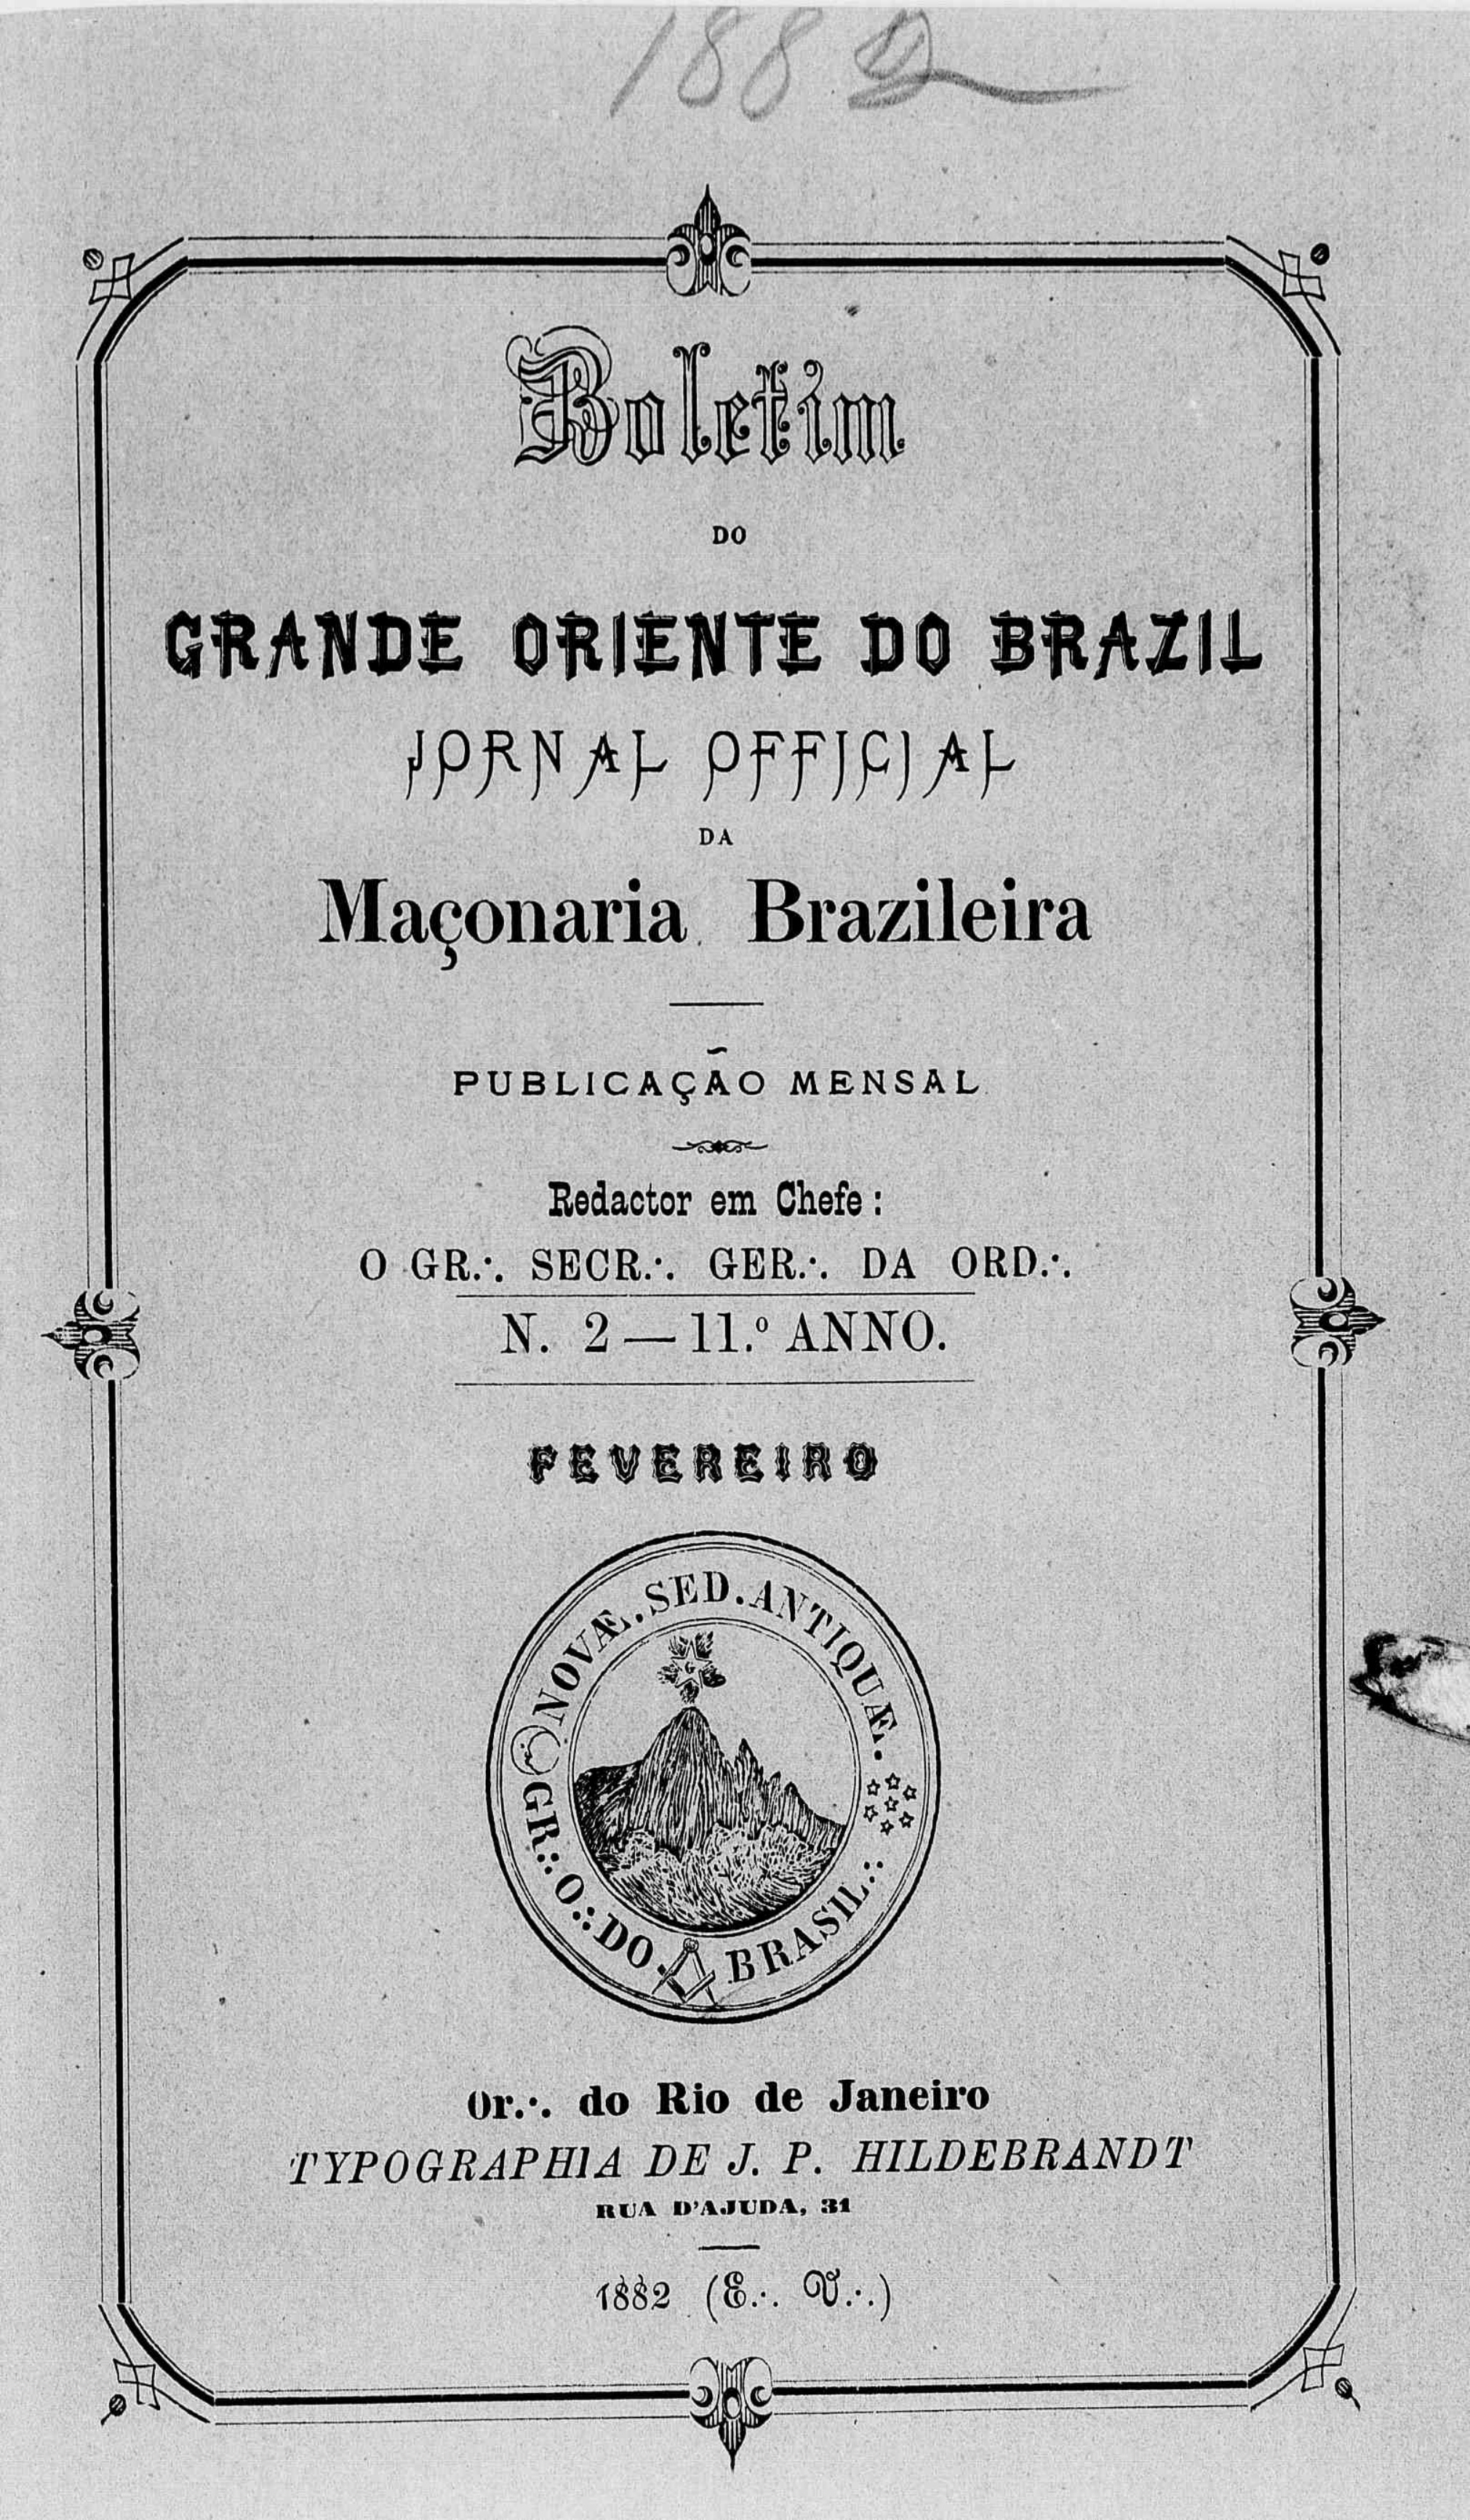 1882
Boletim
DO
GRANDE ORIENTE DO BRAZIL
JORNAL OFFICIAL
DA
Maçonaria Brazileira
PUBLICAÇÃO MENSAL
Redactor em Chefe:
O GR.·. SECR.·. GER.·. DA ORD.·.
N. 2 — 11.º ANNO.
FEVEREIRO
NOVÆ. SED. ANTIQUÆ.
GR.·: O.·: DO. BRASIL.·:
Or.·. do Rio de Janeiro
TYPOGRAPHIA DE J. P. HILDEBRANDT
RUA D'AJUDA, 31
1882 (E.·. V.·.)